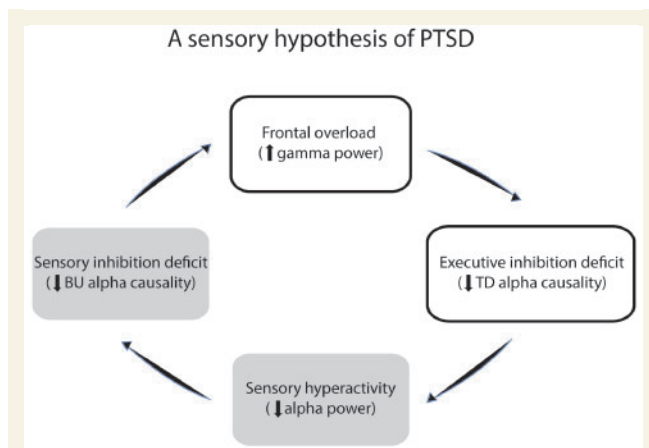 A sensory hypothesis of PTSD
Frontal overload
(⬆gamma power)
Sensory inhibition deficit
(⬇BU alpha causality)
Executive inhibition deficit
(⬇TD alpha causality)
Sensory hyperactivity
(⬇alpha power)